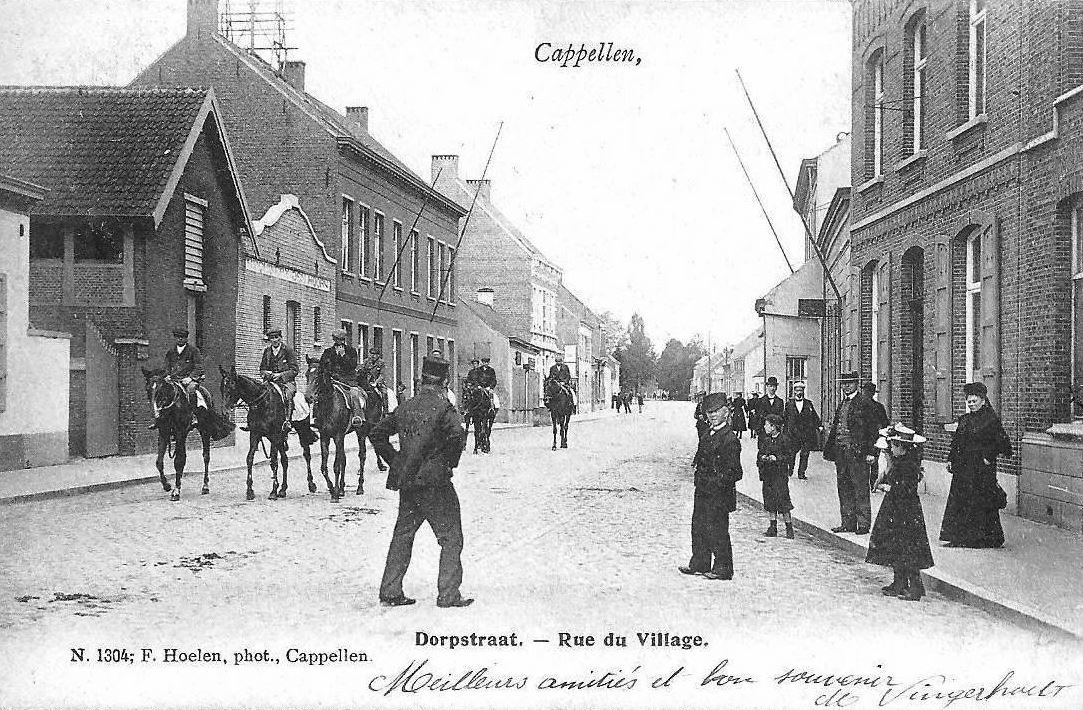 Cappellen,
Dorpstraat. — Rue du Village.
N. 1304; F. Hoelen, phot., Cappellen.
Meilleurs amitiés et bon souvenir